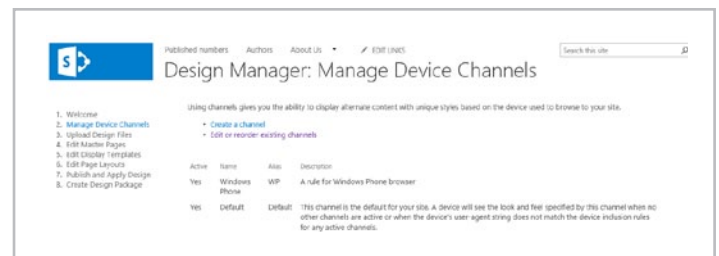 S
Published numbers Authors About Us EDIT LINKS
Search this site
Design Manager: Manage Device Channels
Using channels gives you the ability to display alternate content with unique styles based on the device used to browse to your site.
Create a channel
Edit or reorder existing channels
1. Welcome
2. Manage Device Channels
3. Upload Design Files
4. Edit Master Pages
5. Edit Display Templates
6. Edit Page Layouts
7. Publish and Apply Design
8. Create Design Package
Active Name Alias Description
Yes Windows Phone WP A rule for Windows Phone browser
Yes Default Default This channel is the default for your site. A device will see the look and feel specified by this channel when no
other channels are active or when the device's user agent string does not match the device inclusion rules
for any active channels.